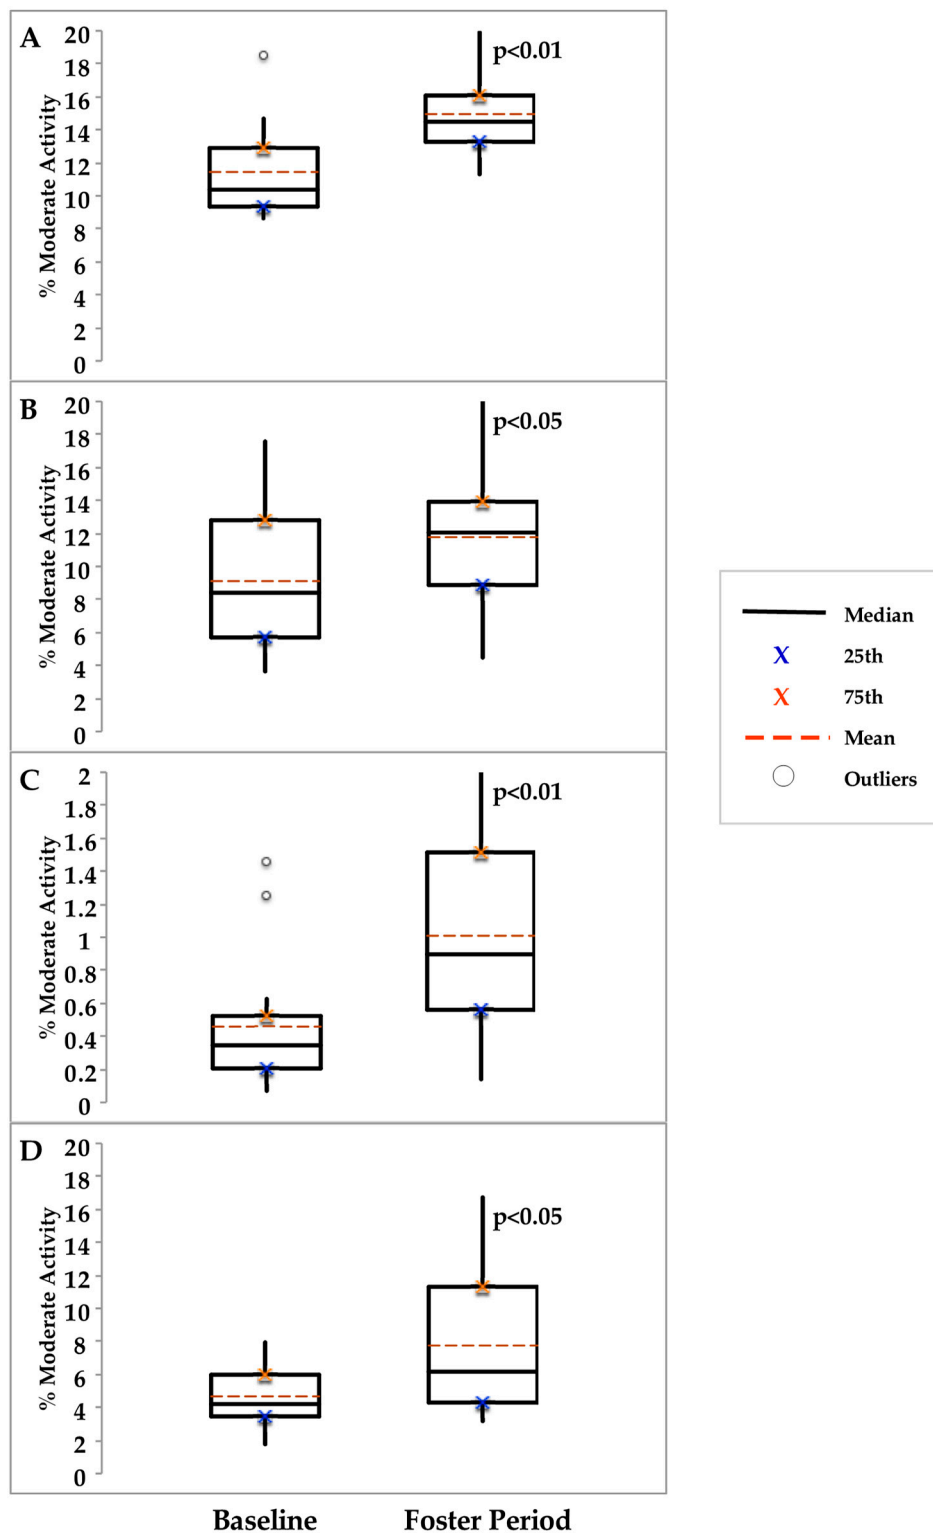 A
% Moderate Activity
20
18
16
14
12
10
8
6
4
2
0
p<0.01
B
% Moderate Activity
20
18
16
14
12
10
8
6
4
2
0
p<0.05
C
% Moderate Activity
2
1.8
1.6
1.4
1.2
1
0.8
0.6
0.4
0.2
0
p<0.01
D
% Moderate Activity
20
18
16
14
12
10
8
6
4
2
0
p<0.05
Baseline
Foster Period
Median
X 25th
X 75th
Mean
Outliers